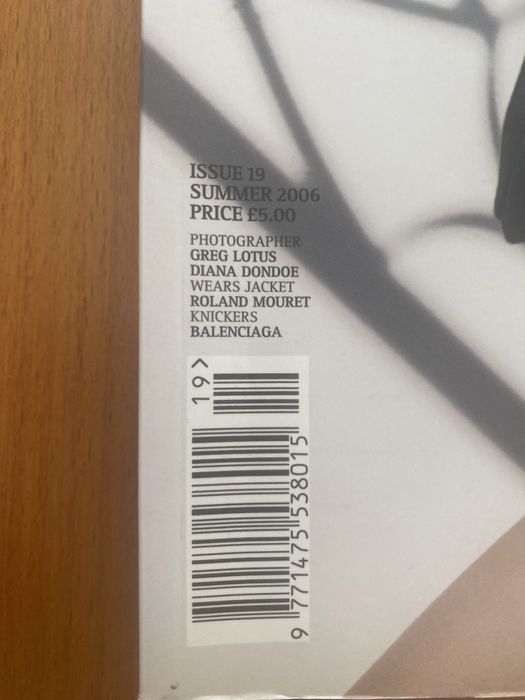 ISSUE 19
SUMMER 2006
PRICE £5.00
PHOTOGRAPHER
GREG LOTUS
DIANA DONDOE
WEARS JACKET
ROLAND MOURET
KNICKERS
BALENCIAGA
19>
9 771475 538015